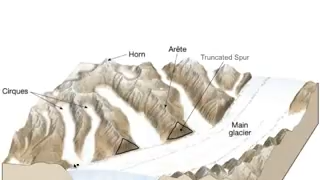 Horn
Arête
Truncated Spur
Cirques
Main
glacier